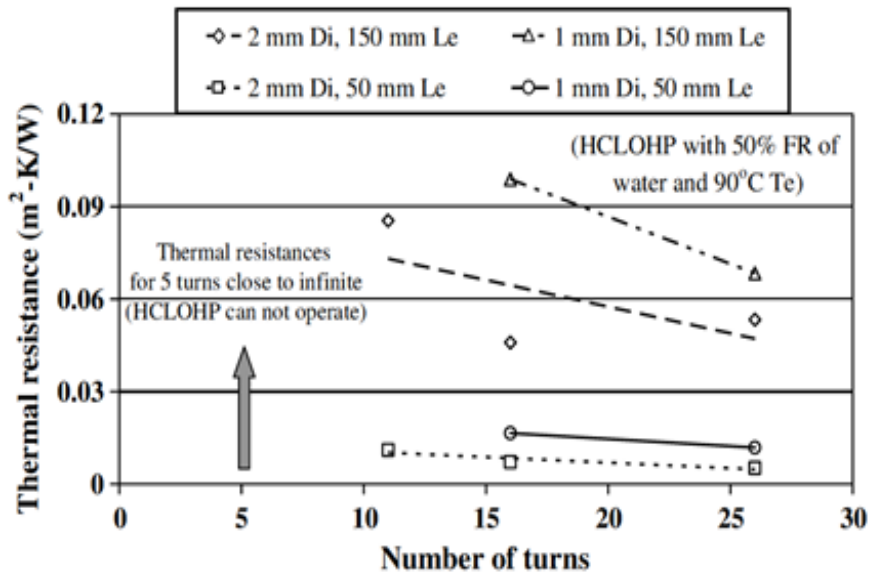 2 mm Di, 150 mm Le
1 mm Di, 150 mm Le
2 mm Di, 50 mm Le
1 mm Di, 50 mm Le
Thermal resistance (m²-K/W)
0.12
0.09
0.06
0.03
0
(HCLOHP with 50% FR of
water and 90°C Te)
Thermal resistances
for 5 turns close to infinite
(HCLOHP can not operate)
0
5
10
15
20
25
30
Number of turns